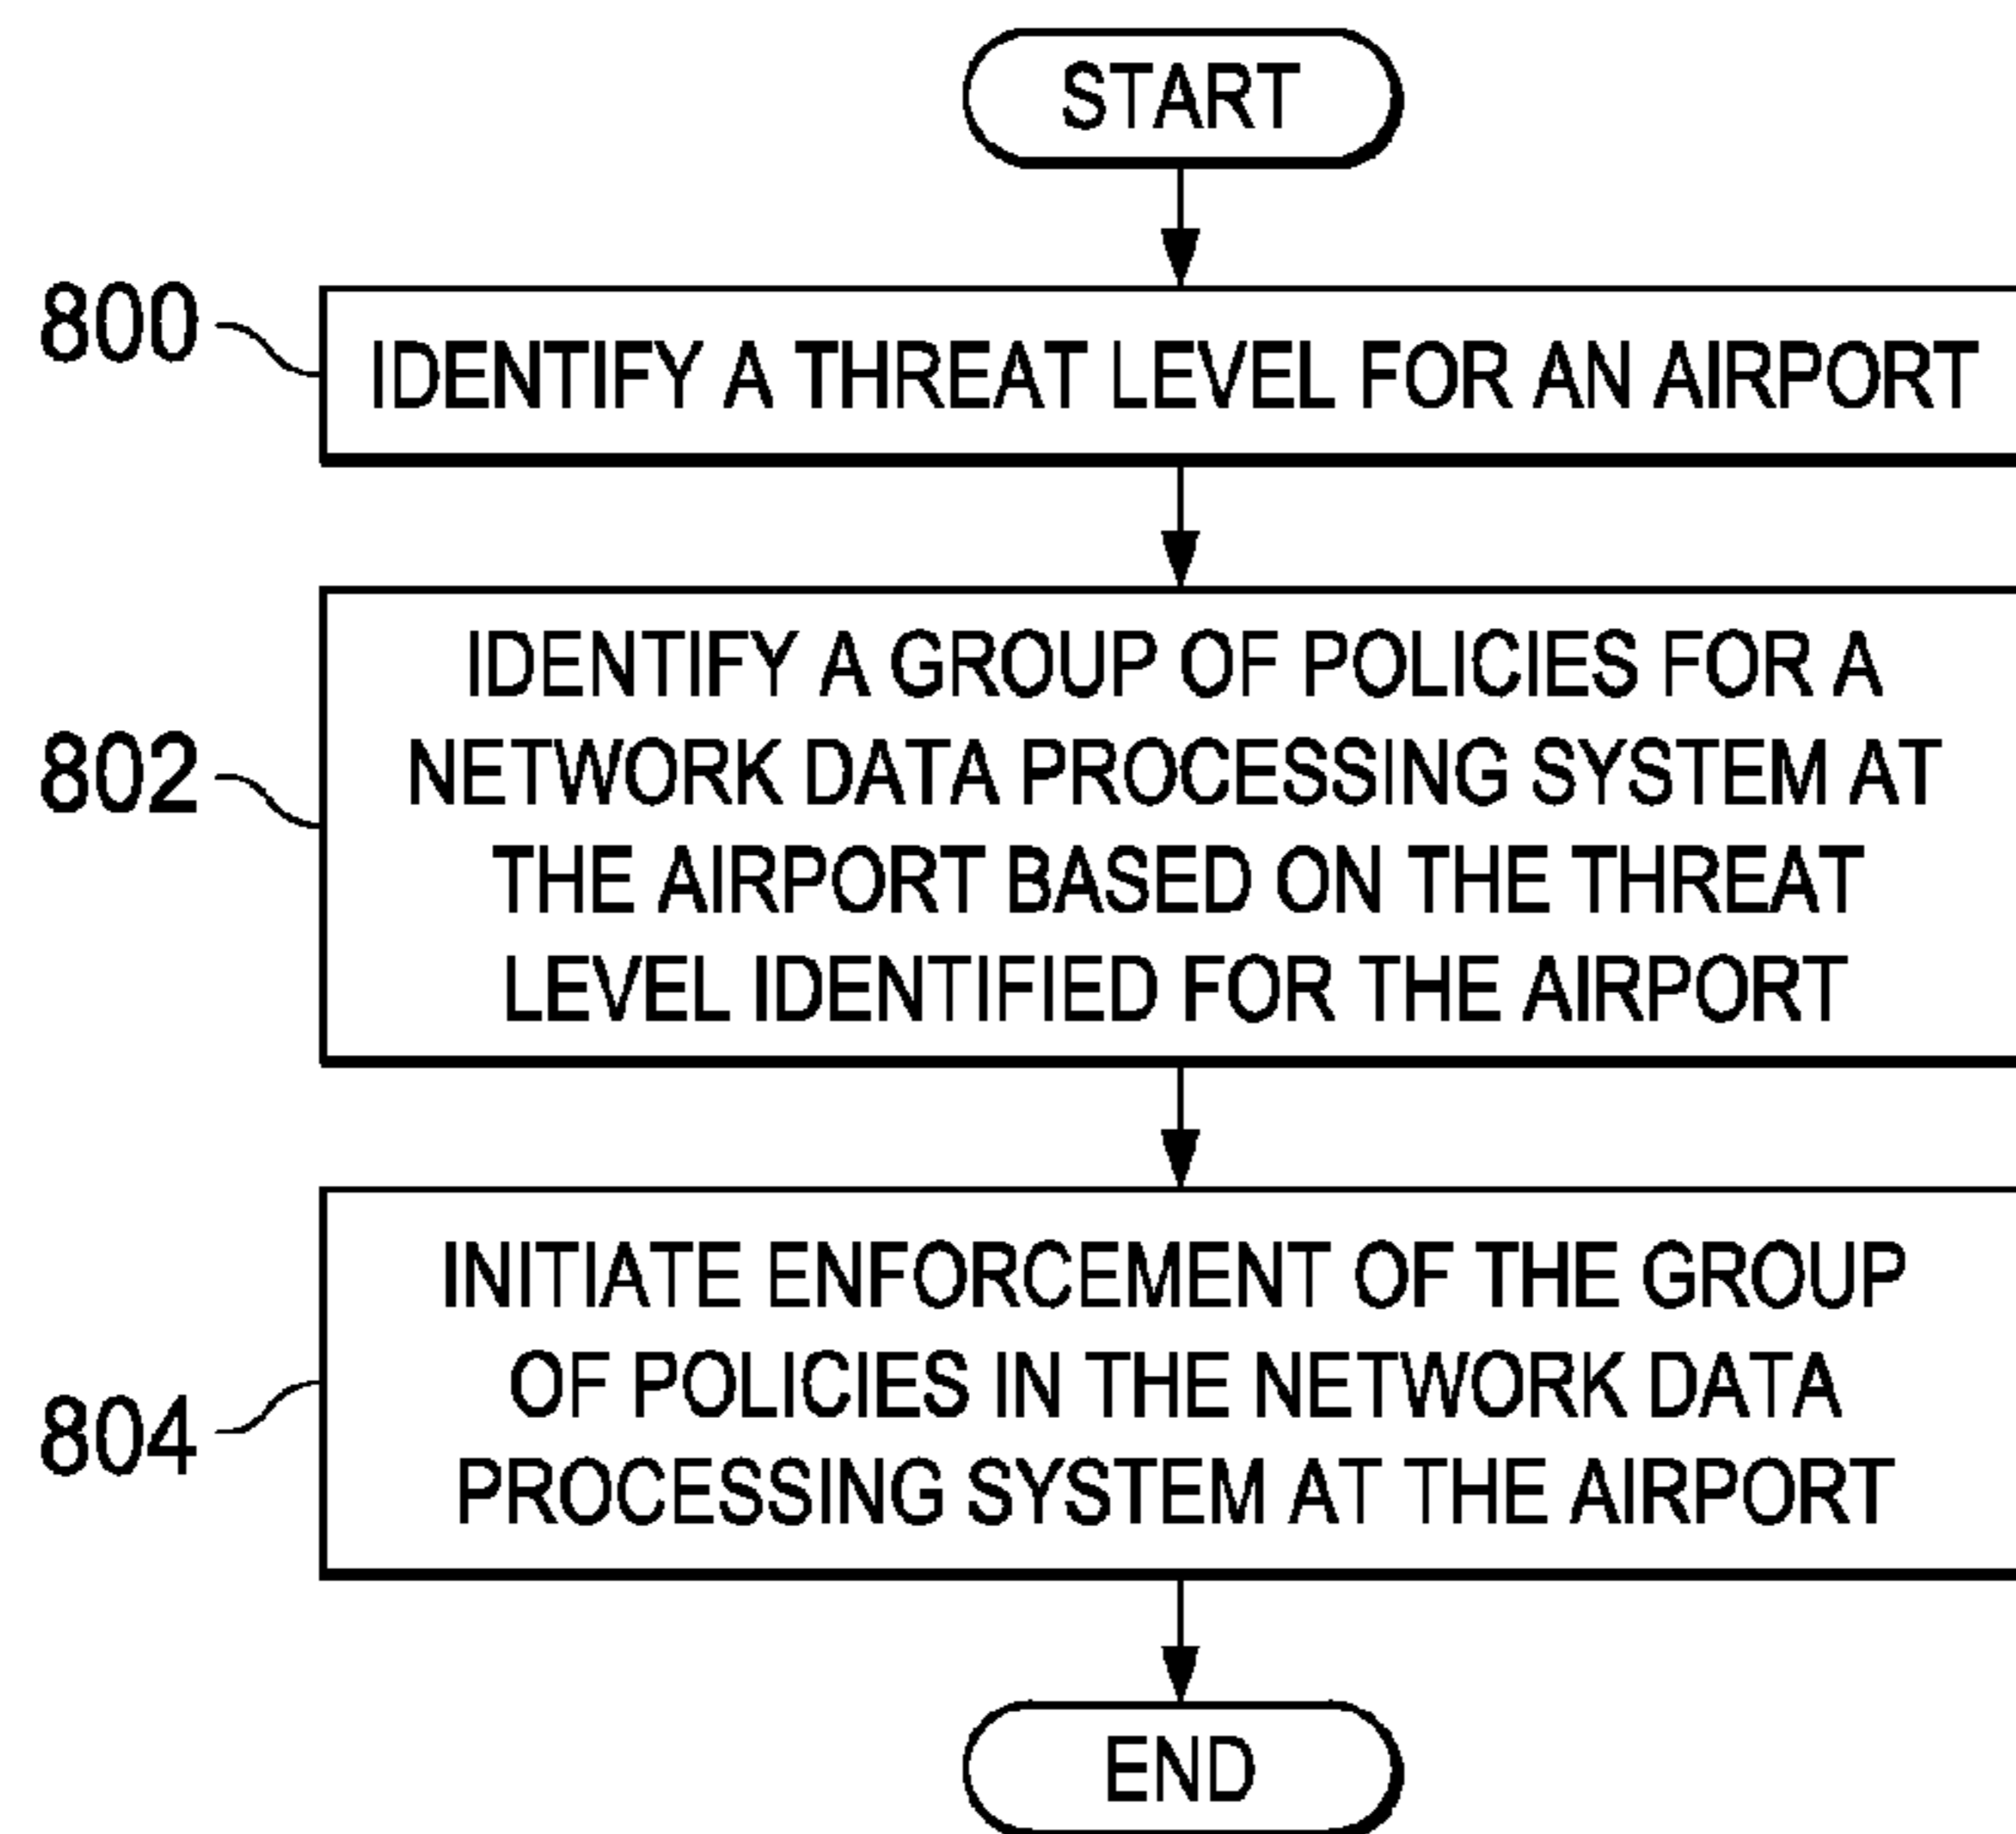 START
800
IDENTIFY A THREAT LEVEL FOR AN AIRPORT
802
IDENTIFY A GROUP OF POLICIES FOR A
NETWORK DATA PROCESSING SYSTEM AT
THE AIRPORT BASED ON THE THREAT
LEVEL IDENTIFIED FOR THE AIRPORT
804
INITIATE ENFORCEMENT OF THE GROUP
OF POLICIES IN THE NETWORK DATA
PROCESSING SYSTEM AT THE AIRPORT
END